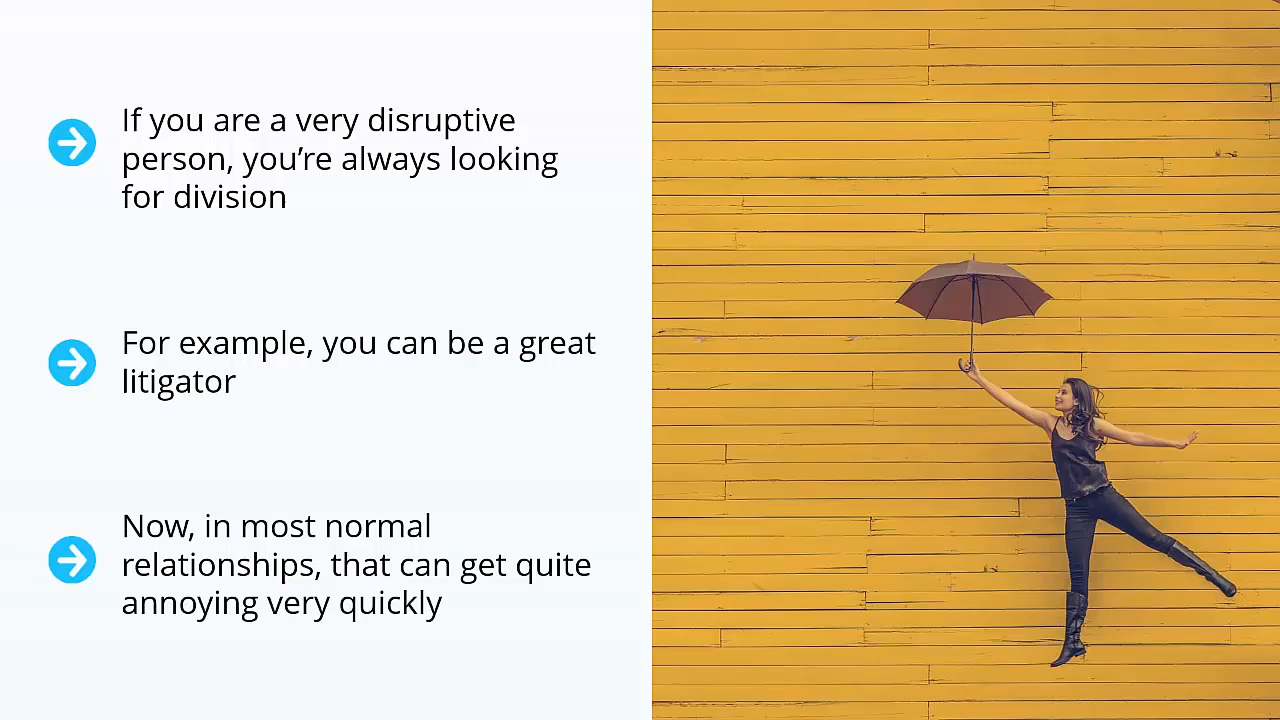 If you are a very disruptive
person, you’re always looking
for division
For example, you can be a great
litigator
Now, in most normal
relationships, that can get quite
annoying very quickly